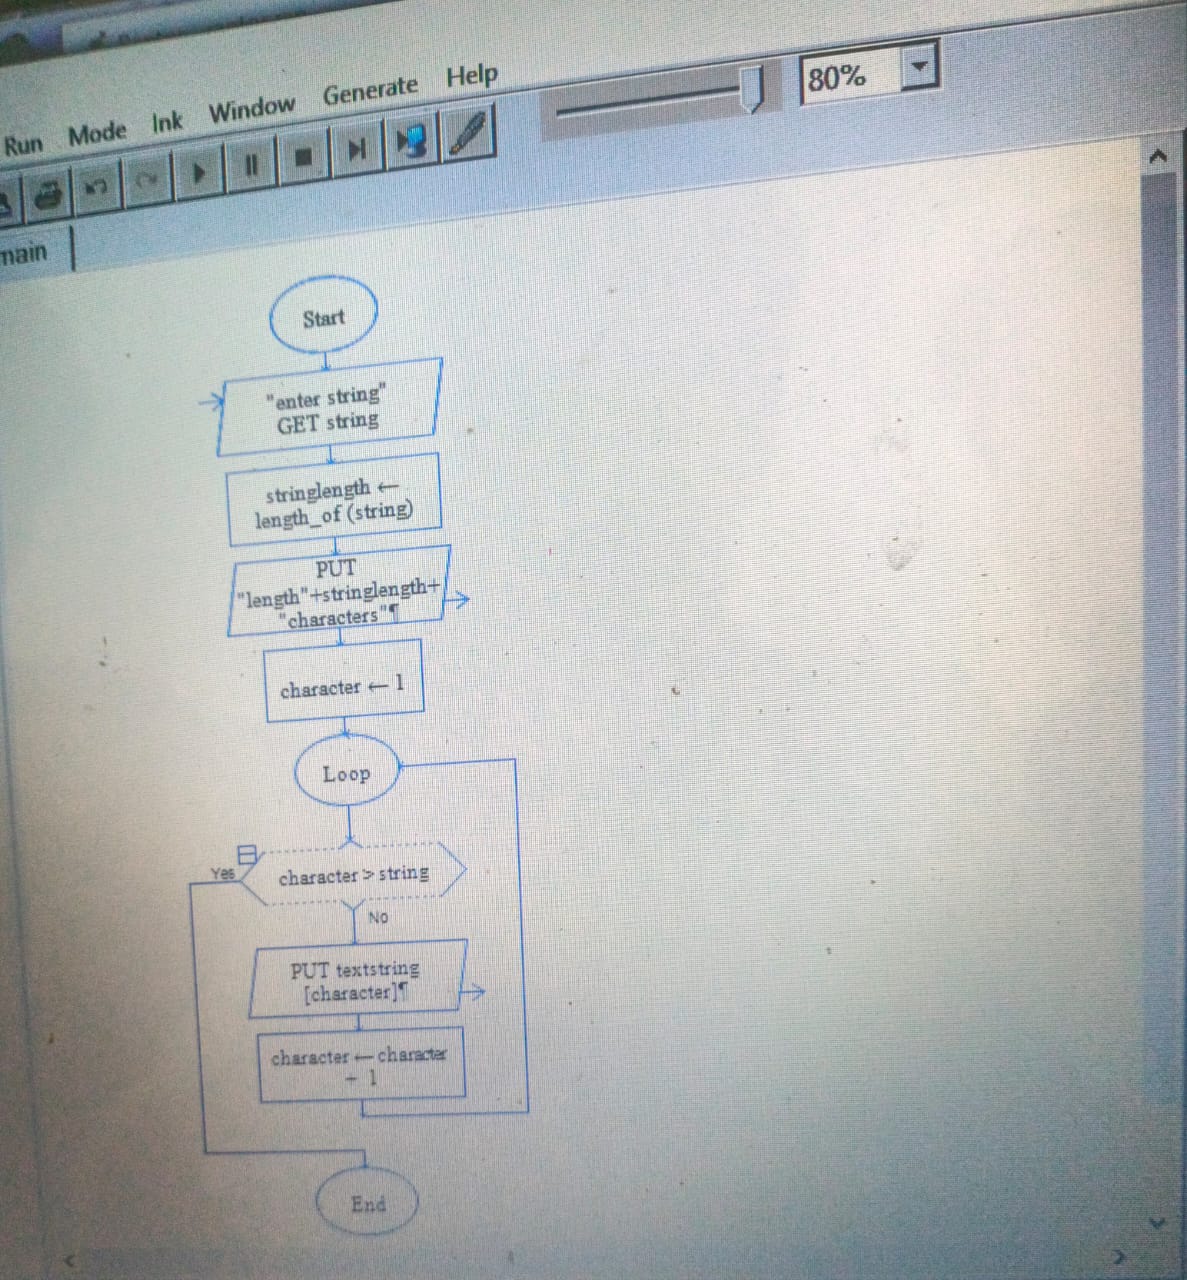 Run Mode Ink Window Generate Help
80%
main
Start
"enter string"
GET string
stringlength ←
length_of (string)
PUT
"length"+stringlength+
"characters"¶
character ← 1
Loop
Yes
character > string
No
PUT textstring
[character]¶
character ← character
+ 1
End